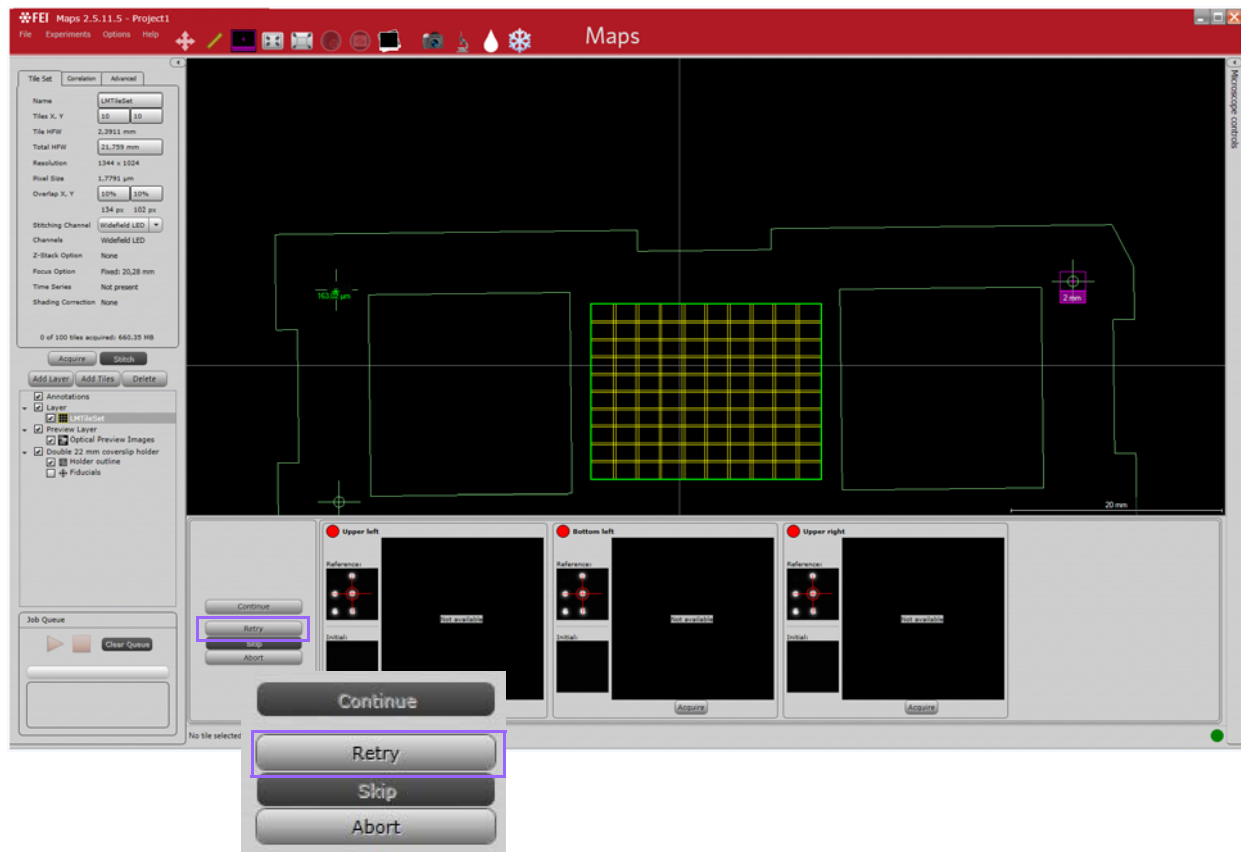 FEI Maps 2.5.11.5 - Project1
File Experiments Options Help
Maps
Tile Set Correlation Advanced
Name LMTileSet
Tiles X, Y 10 10
Tile HFW 2,3911 mm
Total HFW 21,759 mm
Resolution 1344 x 1024
Pixel Size 1,7791 µm
Overlap X, Y 10% 10%
134 px 102 px
Stitching Channel Widefield LED
Channels Widefield LED
Z-Stack Option None
Focus Option Fixed: 20,28 mm
Time Series Not present
Shading Correction None
0 of 100 tiles acquired: 660.35 MB
Acquire Stitch
Add Layer Add Tiles Delete
Annotations
Layer
LMTileSet
Preview Layer
Optical Preview Images
Double 22 mm coverslip holder
Holder outline
Fiducials
Job Queue
Clear Queue
Microscope controls
163.02 µm
2 mm
20 mm
Continue
Retry
Skip
Abort
Upper left
Reference:
Not available
Initial:
Bottom left
Reference:
Not available
Initial:
Acquire
Upper right
Reference:
Not available
Initial:
Acquire
No tile selected
Continue
Retry
Skip
Abort